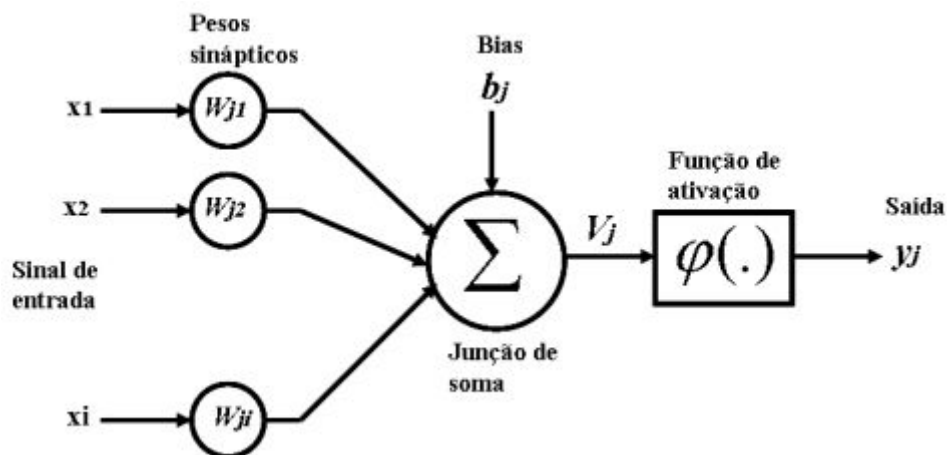 Pesos
sinápticos
x1
Wj1
x2
Wj2
Sinal de
entrada
xi
Wji
Bias
bj
∑
Junção de
soma
Vj
Função de
ativação
φ(.)
Saída
yj